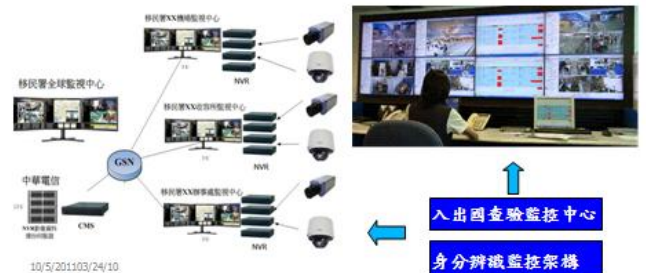 移民署XX機場監視中心
NVR
移民署全球監視中心
移民署XX收容所監視中心
GSN
NVR
中華電信
CMS
移民署XX辦事處監視中心
NVR
入出國查驗監控中心
身分辨識監控架構
10/5/201103/24/10